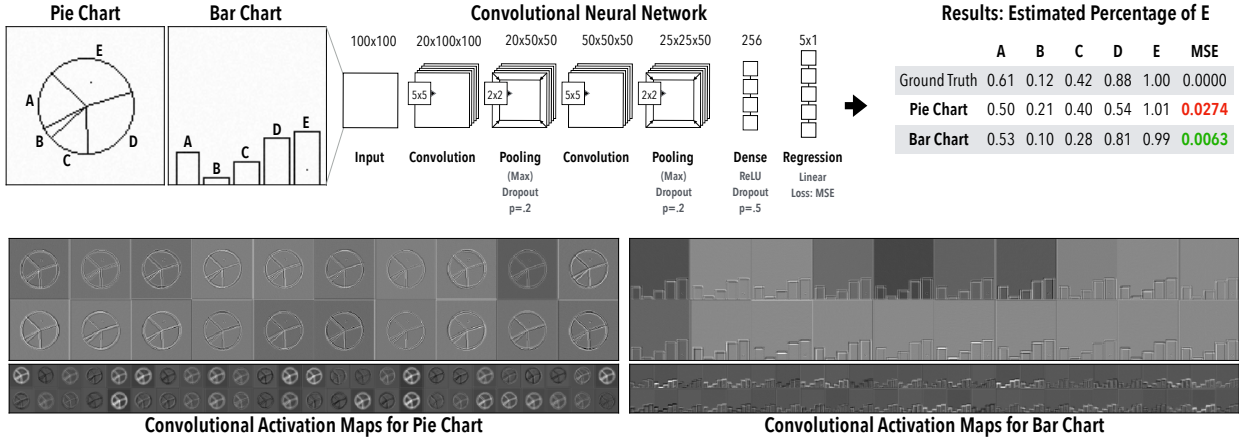 Pie Chart
Bar Chart
Convolutional Neural Network
Results: Estimated Percentage of E
E
A
B
C
D
A
B
C
D
E
100x100
20x100x100
20x50x50
50x50x50
25x25x50
256
5x1
5x5
2x2
5x5
2x2
Input
Convolution
Pooling
(Max)
Dropout
p=.2
Convolution
Pooling
(Max)
Dropout
p=.2
Dense
ReLU
Dropout
p=.5
Regression
Linear
Loss: MSE
A B C D E MSE
Ground Truth 0.61 0.12 0.42 0.88 1.00 0.0000
Pie Chart 0.50 0.21 0.40 0.54 1.01 0.0274
Bar Chart 0.53 0.10 0.28 0.81 0.99 0.0063
Convolutional Activation Maps for Pie Chart
Convolutional Activation Maps for Bar Chart